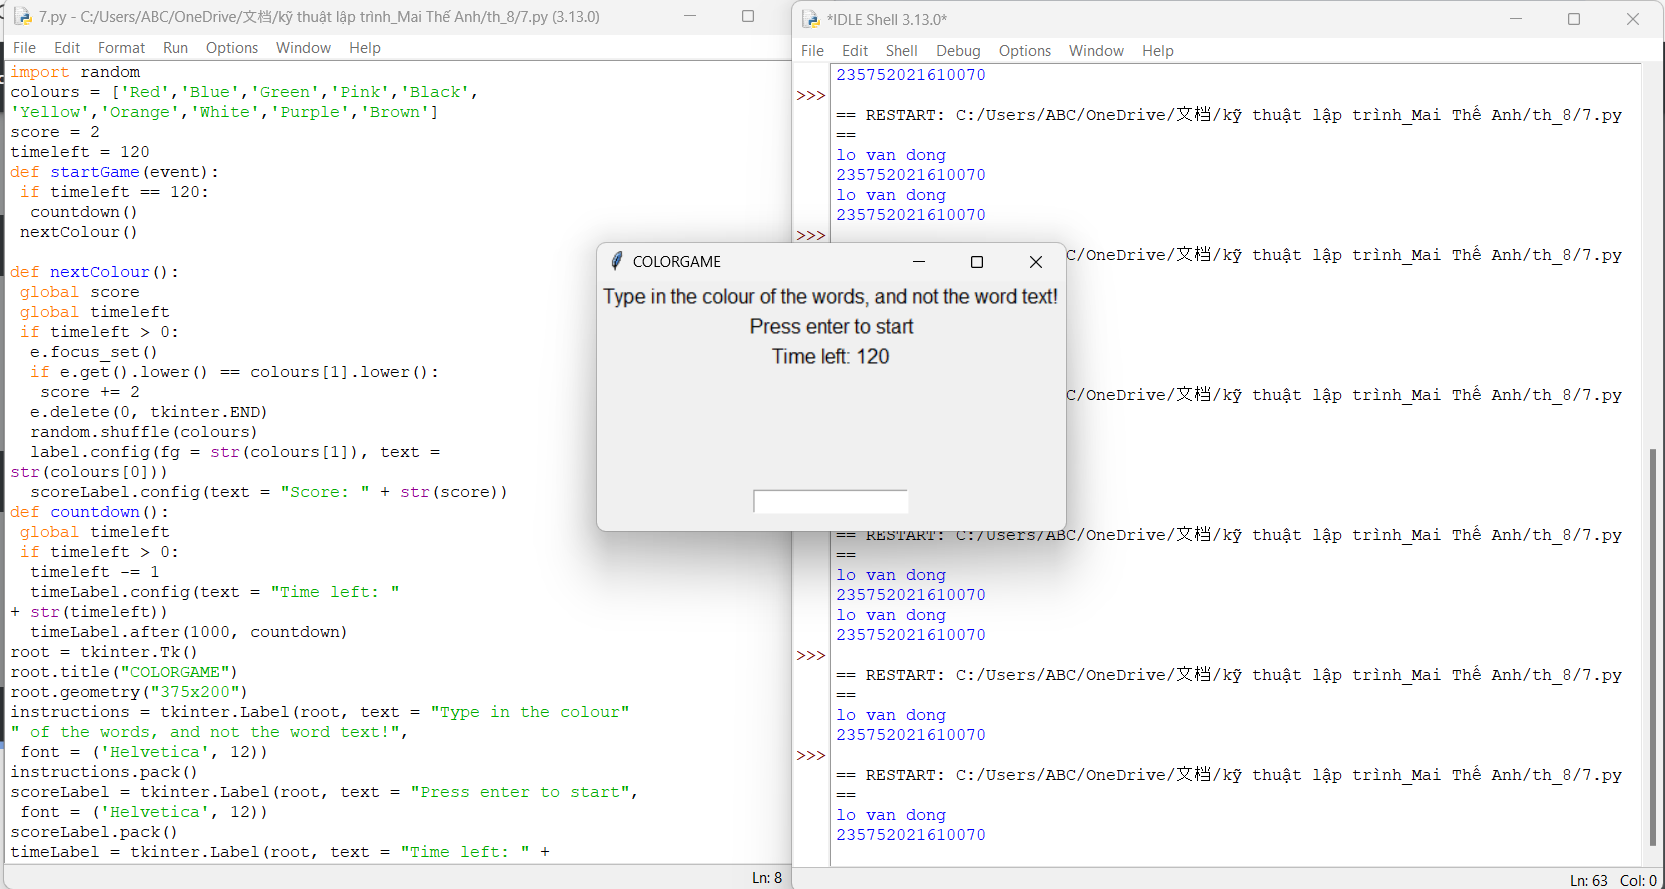 7.py - C:/Users/ABC/OneDrive/文档/kỹ thuật lập trình_Mai Thế Anh/th_8/7.py (3.13.0)
File Edit Format Run Options Window Help
import random
colours = ['Red','Blue','Green','Pink','Black',
'Yellow','Orange','White','Purple','Brown']
score = 2
timeleft = 120
def startGame(event):
 if timeleft == 120:
  countdown()
 nextColour()
def nextColour():
 global score
 global timeleft
 if timeleft > 0:
  e.focus_set()
  if e.get().lower() == colours[1].lower():
   score += 2
  e.delete(0, tkinter.END)
  random.shuffle(colours)
  label.config(fg = str(colours[1]), text =
str(colours[0]))
  scoreLabel.config(text = "Score: " + str(score))
def countdown():
 global timeleft
 if timeleft > 0:
  timeleft -= 1
  timeLabel.config(text = "Time left: "
+ str(timeleft))
  timeLabel.after(1000, countdown)
root = tkinter.Tk()
root.title("COLORGAME")
root.geometry("375x200")
instructions = tkinter.Label(root, text = "Type in the colour"
" of the words, and not the word text!",
 font = ('Helvetica', 12))
instructions.pack()
scoreLabel = tkinter.Label(root, text = "Press enter to start",
 font = ('Helvetica', 12))
scoreLabel.pack()
timeLabel = tkinter.Label(root, text = "Time left: " +
Ln: 8
COLORGAME
Type in the colour of the words, and not the word text!
Press enter to start
Time left: 120
*IDLE Shell 3.13.0*
File Edit Shell Debug Options Window Help
235752021610070
>>>
== RESTART: C:/Users/ABC/OneDrive/文档/kỹ thuật lập trình_Mai Thế Anh/th_8/7.py
==
lo van dong
235752021610070
lo van dong
235752021610070
>>>
C/OneDrive/文档/kỹ thuật lập trình_Mai Thế Anh/th_8/7.py
C/OneDrive/文档/kỹ thuật lập trình_Mai Thế Anh/th_8/7.py
== RESTART: C:/Users/ABC/OneDrive/文档/kỹ thuật lập trình_Mai Thế Anh/th_8/7.py
==
lo van dong
235752021610070
lo van dong
235752021610070
>>>
== RESTART: C:/Users/ABC/OneDrive/文档/kỹ thuật lập trình_Mai Thế Anh/th_8/7.py
==
lo van dong
235752021610070
>>>
== RESTART: C:/Users/ABC/OneDrive/文档/kỹ thuật lập trình_Mai Thế Anh/th_8/7.py
==
lo van dong
235752021610070
Ln: 63 Col: 0